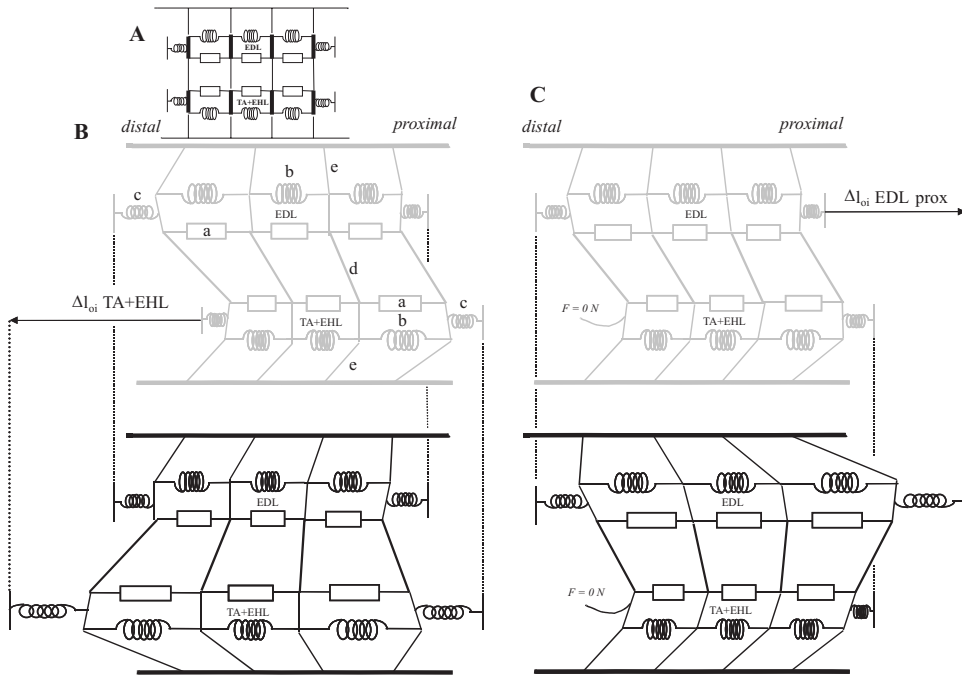 A
EDL
TA+EHL
B
distal
proximal
e
b
c
EDL
a
d
Δl_oi TA+EHL
a
c
TA+EHL
b
e
EDL
TA+EHL
C
distal
proximal
EDL
Δl_oi EDL prox
F = 0 N
TA+EHL
EDL
F = 0 N
TA+EHL